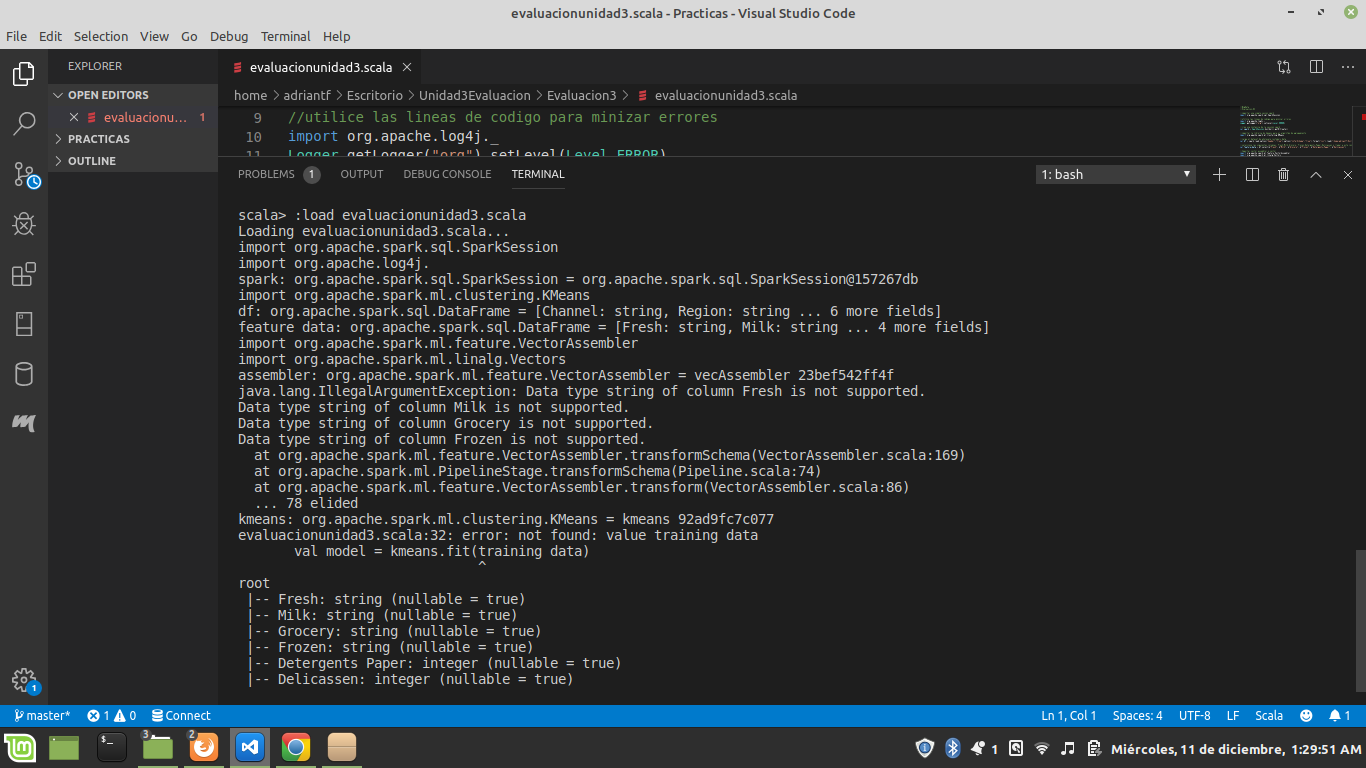 evaluacionunidad3.scala - Practicas - Visual Studio Code
File Edit Selection View Go Debug Terminal Help
EXPLORER
evaluacionunidad3.scala
OPEN EDITORS
evaluacionu... 1
PRACTICAS
OUTLINE
home > adriantf > Escritorio > Unidad3Evaluacion > Evaluacion3 > evaluacionunidad3.scala
9 //utilice las lineas de codigo para minizar errores
10 import org.apache.log4j._
11 Logger.getLogger("org").setLevel(Level.ERROR)
PROBLEMS 1 OUTPUT DEBUG CONSOLE TERMINAL
1: bash
scala> :load evaluacionunidad3.scala
Loading evaluacionunidad3.scala...
import org.apache.spark.sql.SparkSession
import org.apache.log4j.
spark: org.apache.spark.sql.SparkSession = org.apache.spark.sql.SparkSession@157267db
import org.apache.spark.ml.clustering.KMeans
df: org.apache.spark.sql.DataFrame = [Channel: string, Region: string ... 6 more fields]
feature data: org.apache.spark.sql.DataFrame = [Fresh: string, Milk: string ... 4 more fields]
import org.apache.spark.ml.feature.VectorAssembler
import org.apache.spark.ml.linalg.Vectors
assembler: org.apache.spark.ml.feature.VectorAssembler = vecAssembler 23bef542ff4f
java.lang.IllegalArgumentException: Data type string of column Fresh is not supported.
Data type string of column Milk is not supported.
Data type string of column Grocery is not supported.
Data type string of column Frozen is not supported.
at org.apache.spark.ml.feature.VectorAssembler.transformSchema(VectorAssembler.scala:169)
at org.apache.spark.ml.PipelineStage.transformSchema(Pipeline.scala:74)
at org.apache.spark.ml.feature.VectorAssembler.transform(VectorAssembler.scala:86)
... 78 elided
kmeans: org.apache.spark.ml.clustering.KMeans = kmeans 92ad9fc7c077
evaluacionunidad3.scala:32: error: not found: value training data
val model = kmeans.fit(training data)
^
root
|-- Fresh: string (nullable = true)
|-- Milk: string (nullable = true)
|-- Grocery: string (nullable = true)
|-- Frozen: string (nullable = true)
|-- Detergents Paper: integer (nullable = true)
|-- Delicassen: integer (nullable = true)
1
master* 1 0 Connect Ln 1, Col 1 Spaces: 4 UTF-8 LF Scala 1
3 2 1 Miércoles, 11 de diciembre, 1:29:51 AM